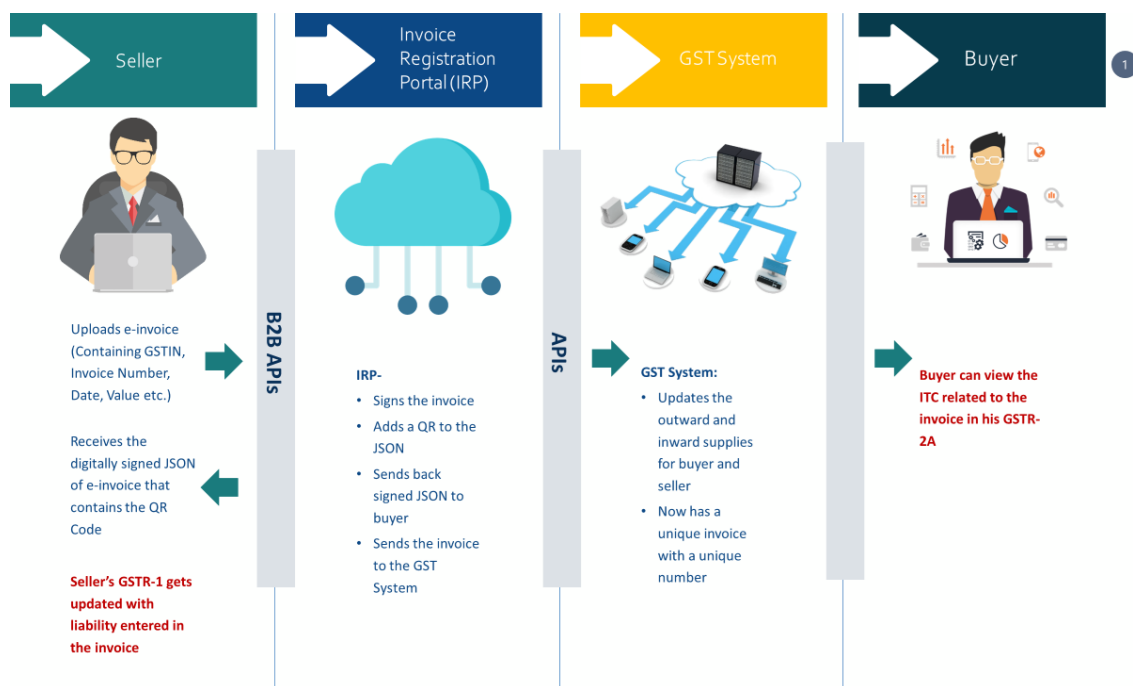 Seller
Invoice
Registration
Portal (IRP)
GST System
Buyer
1
Uploads e-invoice
(Containing GSTIN,
Invoice Number,
Date, Value etc.)
Receives the
digitally signed JSON
of e-invoice that
contains the QR
Code
Seller's GSTR-1 gets
updated with
liability entered in
the invoice
B2B APIs
IRP-
• Signs the invoice
• Adds a QR to the
JSON
• Sends back
signed JSON to
buyer
• Sends the invoice
to the GST
System
APIs
GST System:
• Updates the
outward and
inward supplies
for buyer and
seller
• Now has a
unique invoice
with a unique
number
Buyer can view the
ITC related to the
invoice in his GSTR-
2A